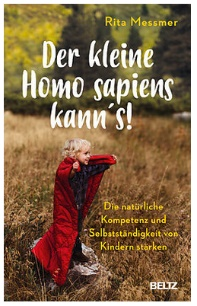 Rita Messmer
Der kleine
Homo sapiens
kann´s!
Die natürliche
Kompetenz und
Selbstständigkeit von
Kindern stärken
BELTZ